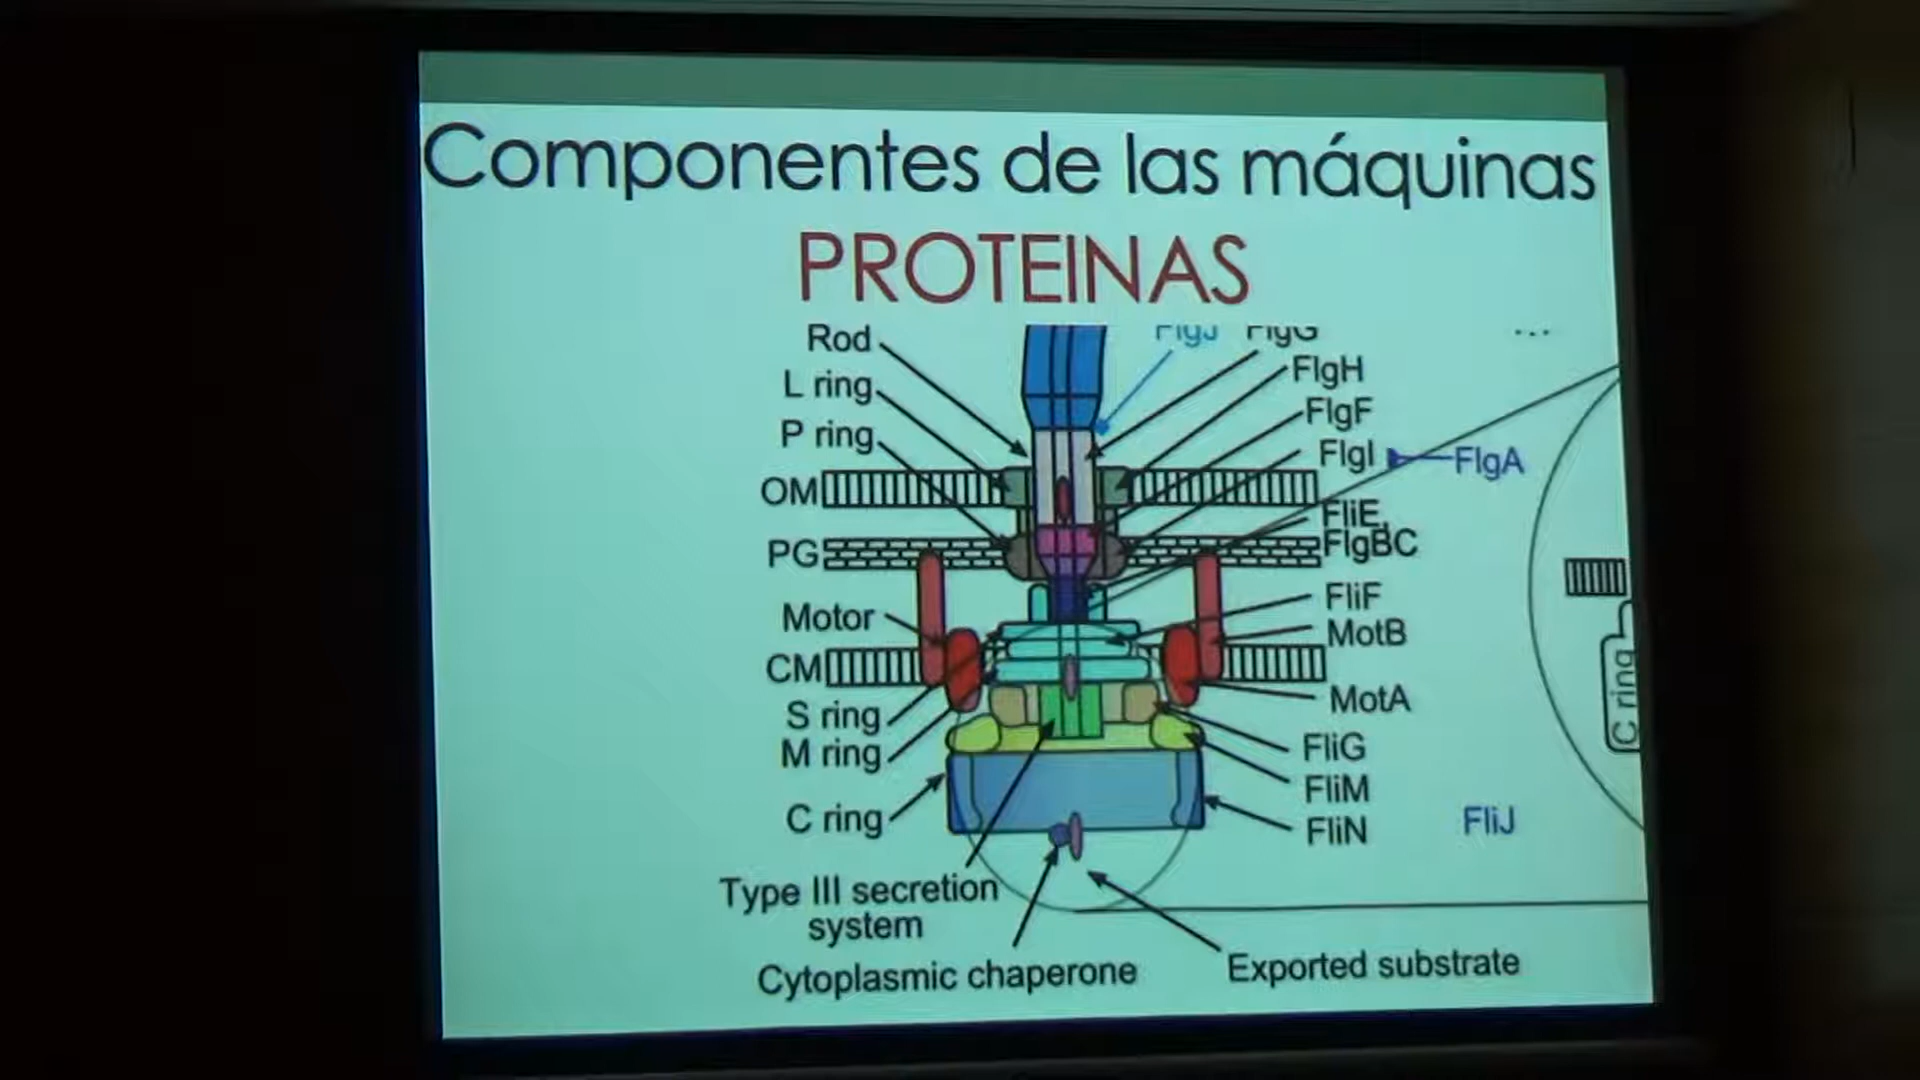 Componentes de las máquinas
PROTEINAS
Rod
L ring
P ring
OM
PG
Motor
CM
S ring
M ring
C ring
Type III secretion
system
Cytoplasmic chaperone
FlgJ FlgG
...
FlgH
FlgF
FlgI
FlgA
FliE,
FlgBC
FliF
MotB
MotA
FliG
FliM
FliN
FliJ
Exported substrate
C ring